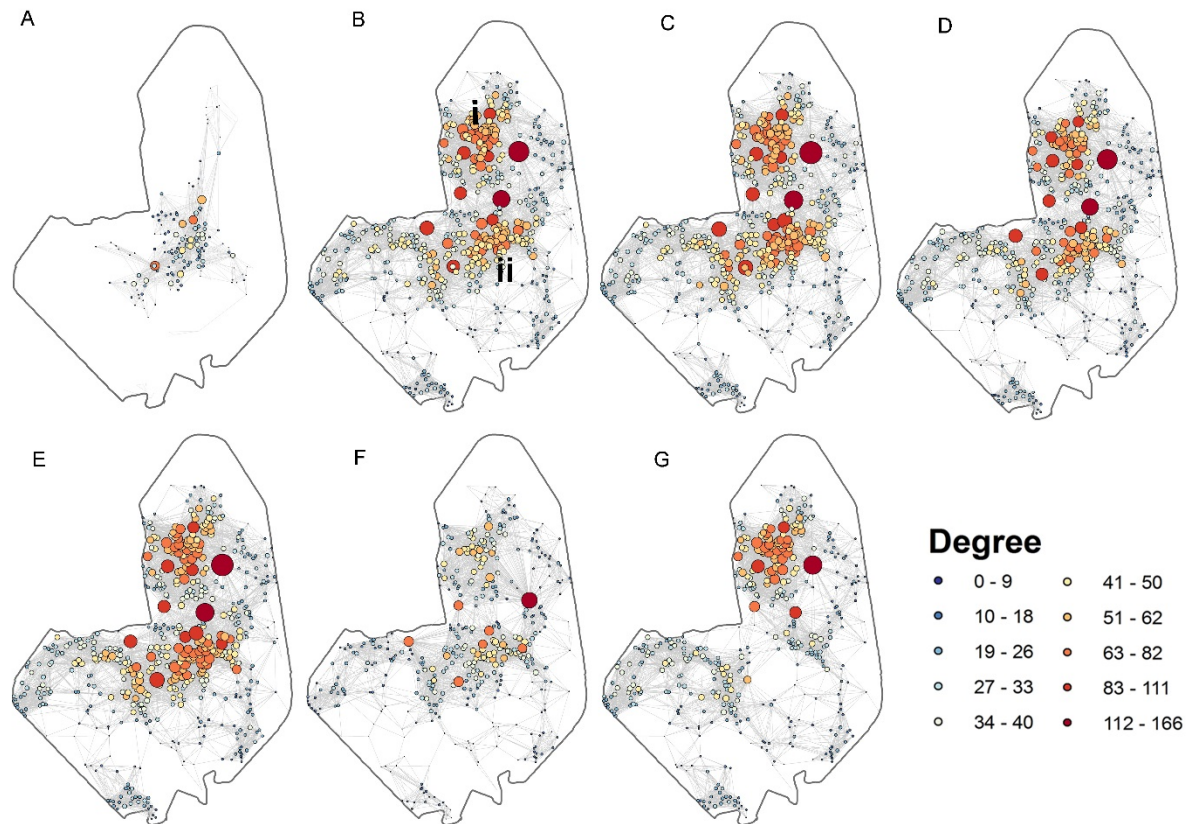 A
B
C
D
i
ii
E
F
G
Degree
0 - 9
10 - 18
19 - 26
27 - 33
34 - 40
41 - 50
51 - 62
63 - 82
83 - 111
112 - 166